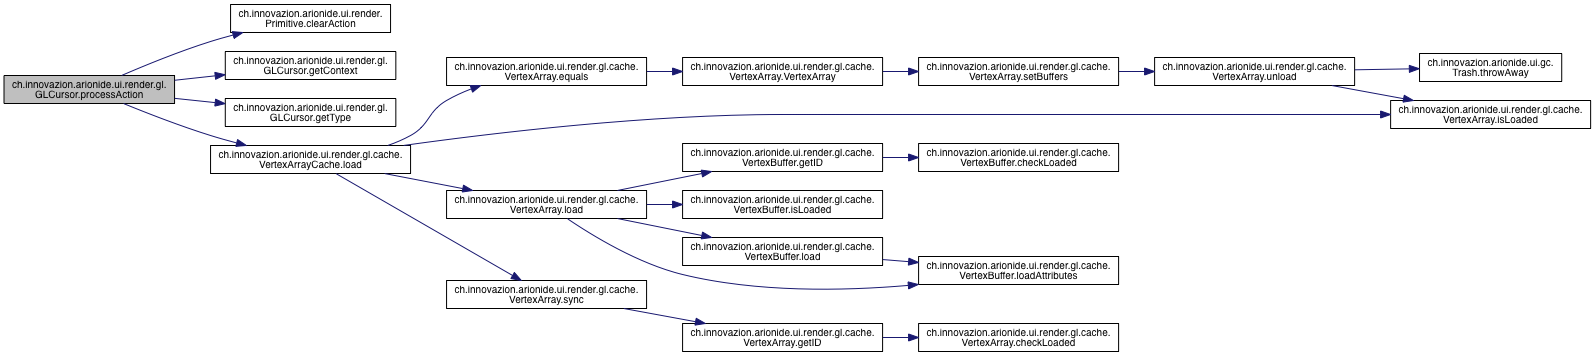 ch.innovazion.arionide.ui.render.gl.
GLCursor.processAction
ch.innovazion.arionide.ui.render.
Primitive.clearAction
ch.innovazion.arionide.ui.render.gl.
GLCursor.getContext
ch.innovazion.arionide.ui.render.gl.
GLCursor.getType
ch.innovazion.arionide.ui.render.gl.cache.
VertexArrayCache.load
ch.innovazion.arionide.ui.render.gl.cache.
VertexArray.equals
ch.innovazion.arionide.ui.render.gl.cache.
VertexArray.VertexArray
ch.innovazion.arionide.ui.render.gl.cache.
VertexArray.setBuffers
ch.innovazion.arionide.ui.render.gl.cache.
VertexArray.unload
ch.innovazion.arionide.ui.gc.
Trash.throwAway
ch.innovazion.arionide.ui.render.gl.cache.
VertexArray.isLoaded
ch.innovazion.arionide.ui.render.gl.cache.
VertexArray.load
ch.innovazion.arionide.ui.render.gl.cache.
VertexBuffer.getID
ch.innovazion.arionide.ui.render.gl.cache.
VertexBuffer.checkLoaded
ch.innovazion.arionide.ui.render.gl.cache.
VertexBuffer.isLoaded
ch.innovazion.arionide.ui.render.gl.cache.
VertexBuffer.load
ch.innovazion.arionide.ui.render.gl.cache.
VertexBuffer.loadAttributes
ch.innovazion.arionide.ui.render.gl.cache.
VertexArray.sync
ch.innovazion.arionide.ui.render.gl.cache.
VertexArray.getID
ch.innovazion.arionide.ui.render.gl.cache.
VertexArray.checkLoaded